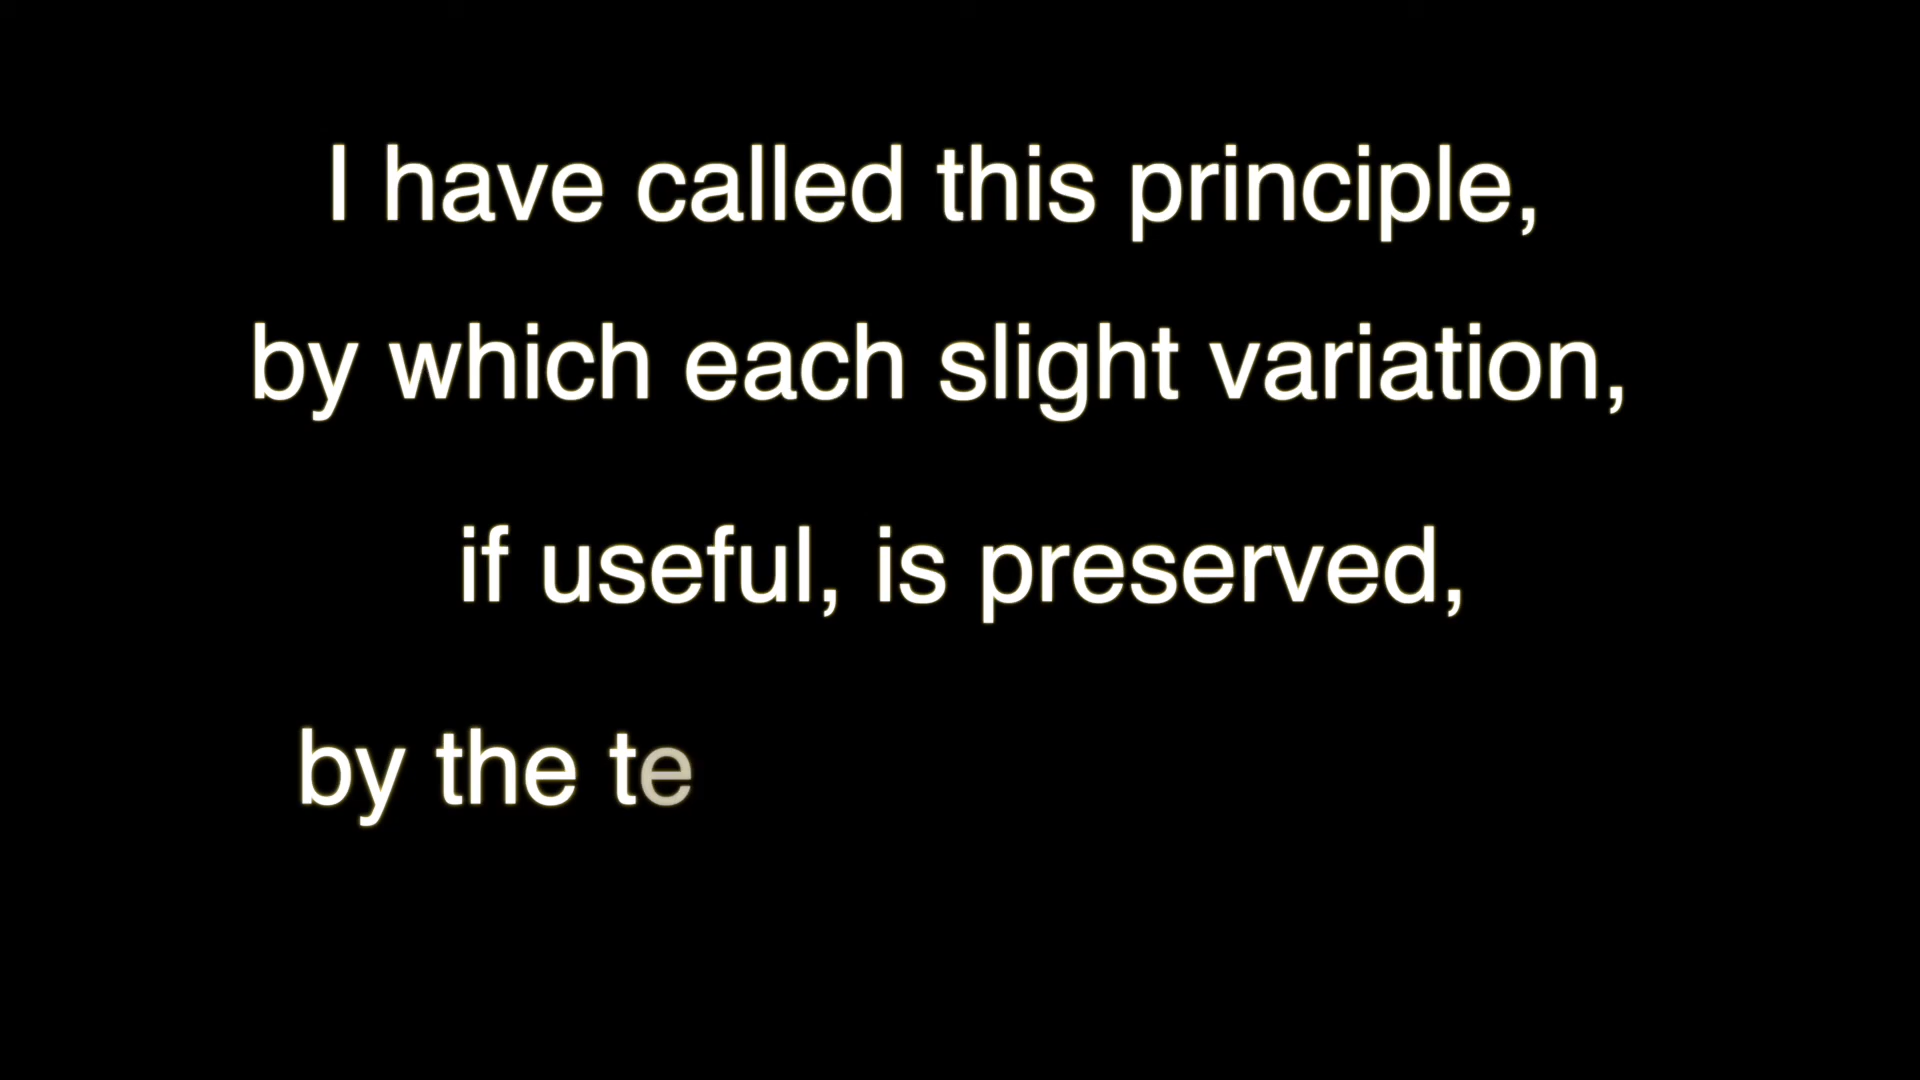 I have called this principle,
by which each slight variation,
if useful, is preserved,
by the te